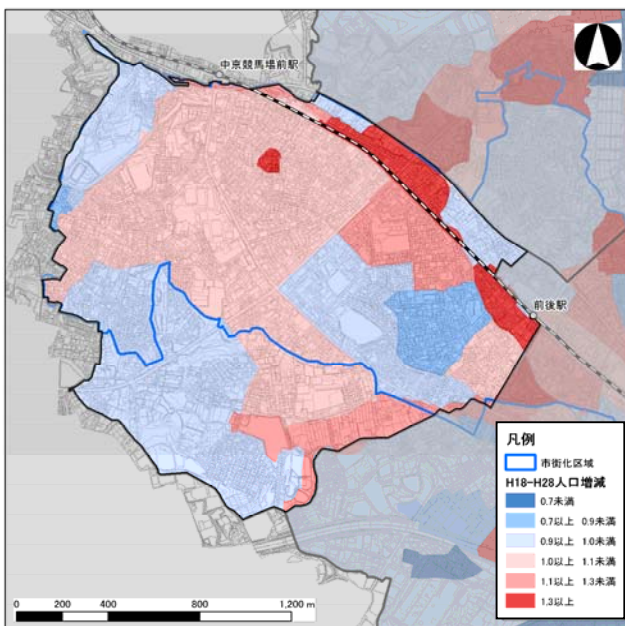 中京競馬場前駅
前後駅
凡例
市街化区域
H18-H28人口増減
0.7未満
0.7以上 0.9未満
0.9以上 1.0未満
1.0以上 1.1未満
1.1以上 1.3未満
1.3以上
0 200 400 800 1,200 m